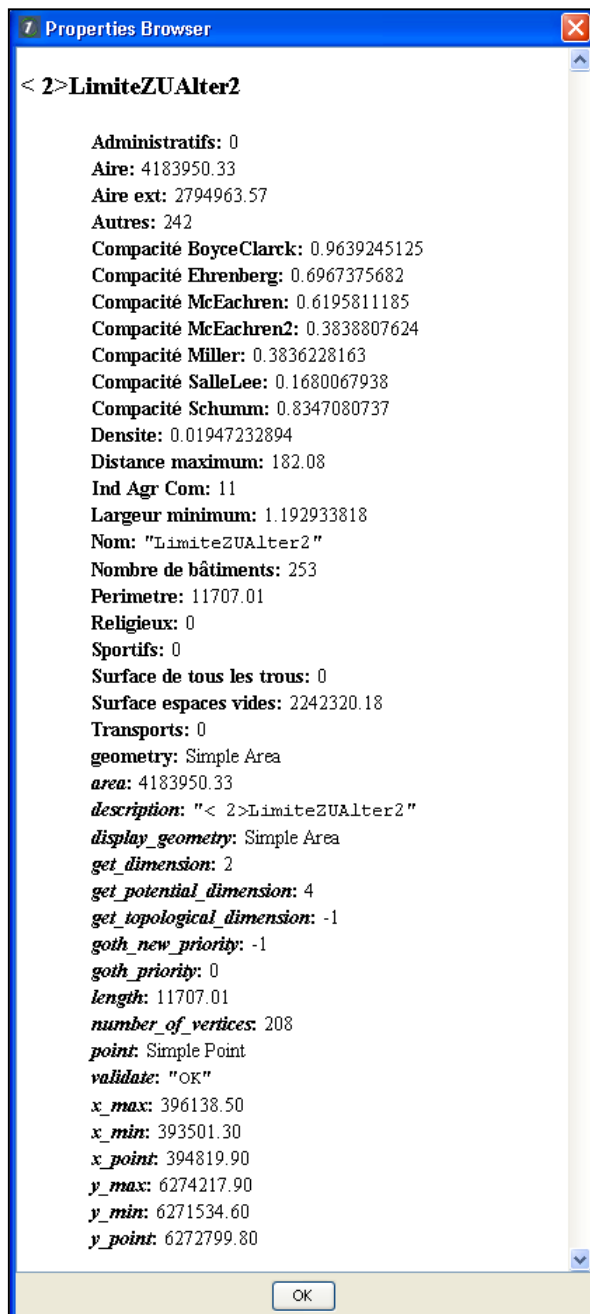 Properties Browser
< 2>LimiteZUAlter2
Administratifs: 0
Aire: 4183950.33
Aire ext: 2794963.57
Autres: 242
Compacité BoyceClarck: 0.9639245125
Compacité Ehrenberg: 0.6967375682
Compacité McEachren: 0.6195811185
Compacité McEachren2: 0.3838807624
Compacité Miller: 0.3836228163
Compacité SalleLee: 0.1680067938
Compacité Schumm: 0.8347080737
Densite: 0.01947232894
Distance maximum: 182.08
Ind Agr Com: 11
Largeur minimum: 1.192933818
Nom: "LimiteZUAlter2"
Nombre de bâtiments: 253
Perimetre: 11707.01
Religieux: 0
Sportifs: 0
Surface de tous les trous: 0
Surface espaces vides: 2242320.18
Transports: 0
geometry: Simple Area
area: 4183950.33
description: "< 2>LimiteZUAlter2"
display_geometry: Simple Area
get_dimension: 2
get_potential_dimension: 4
get_topological_dimension: -1
goth_new_priority: -1
goth_priority: 0
length: 11707.01
number_of_vertices: 208
point: Simple Point
validate: "OK"
x_max: 396138.50
x_min: 393501.30
x_point: 394819.90
y_max: 6274217.90
y_min: 6271534.60
y_point: 6272799.80
OK